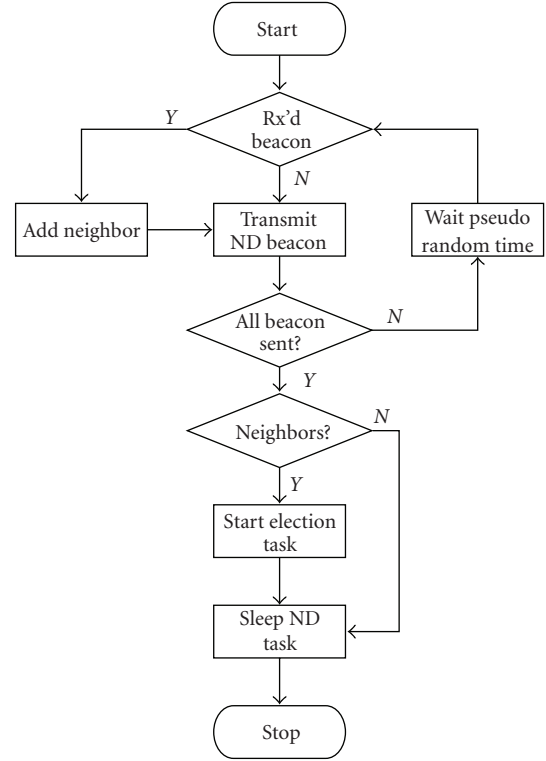 Start
Rx'd
beacon
Y
N
Add neighbor
Transmit
ND beacon
Wait pseudo
random time
All beacon
sent?
N
Y
Neighbors?
N
Y
Start election
task
Sleep ND
task
Stop